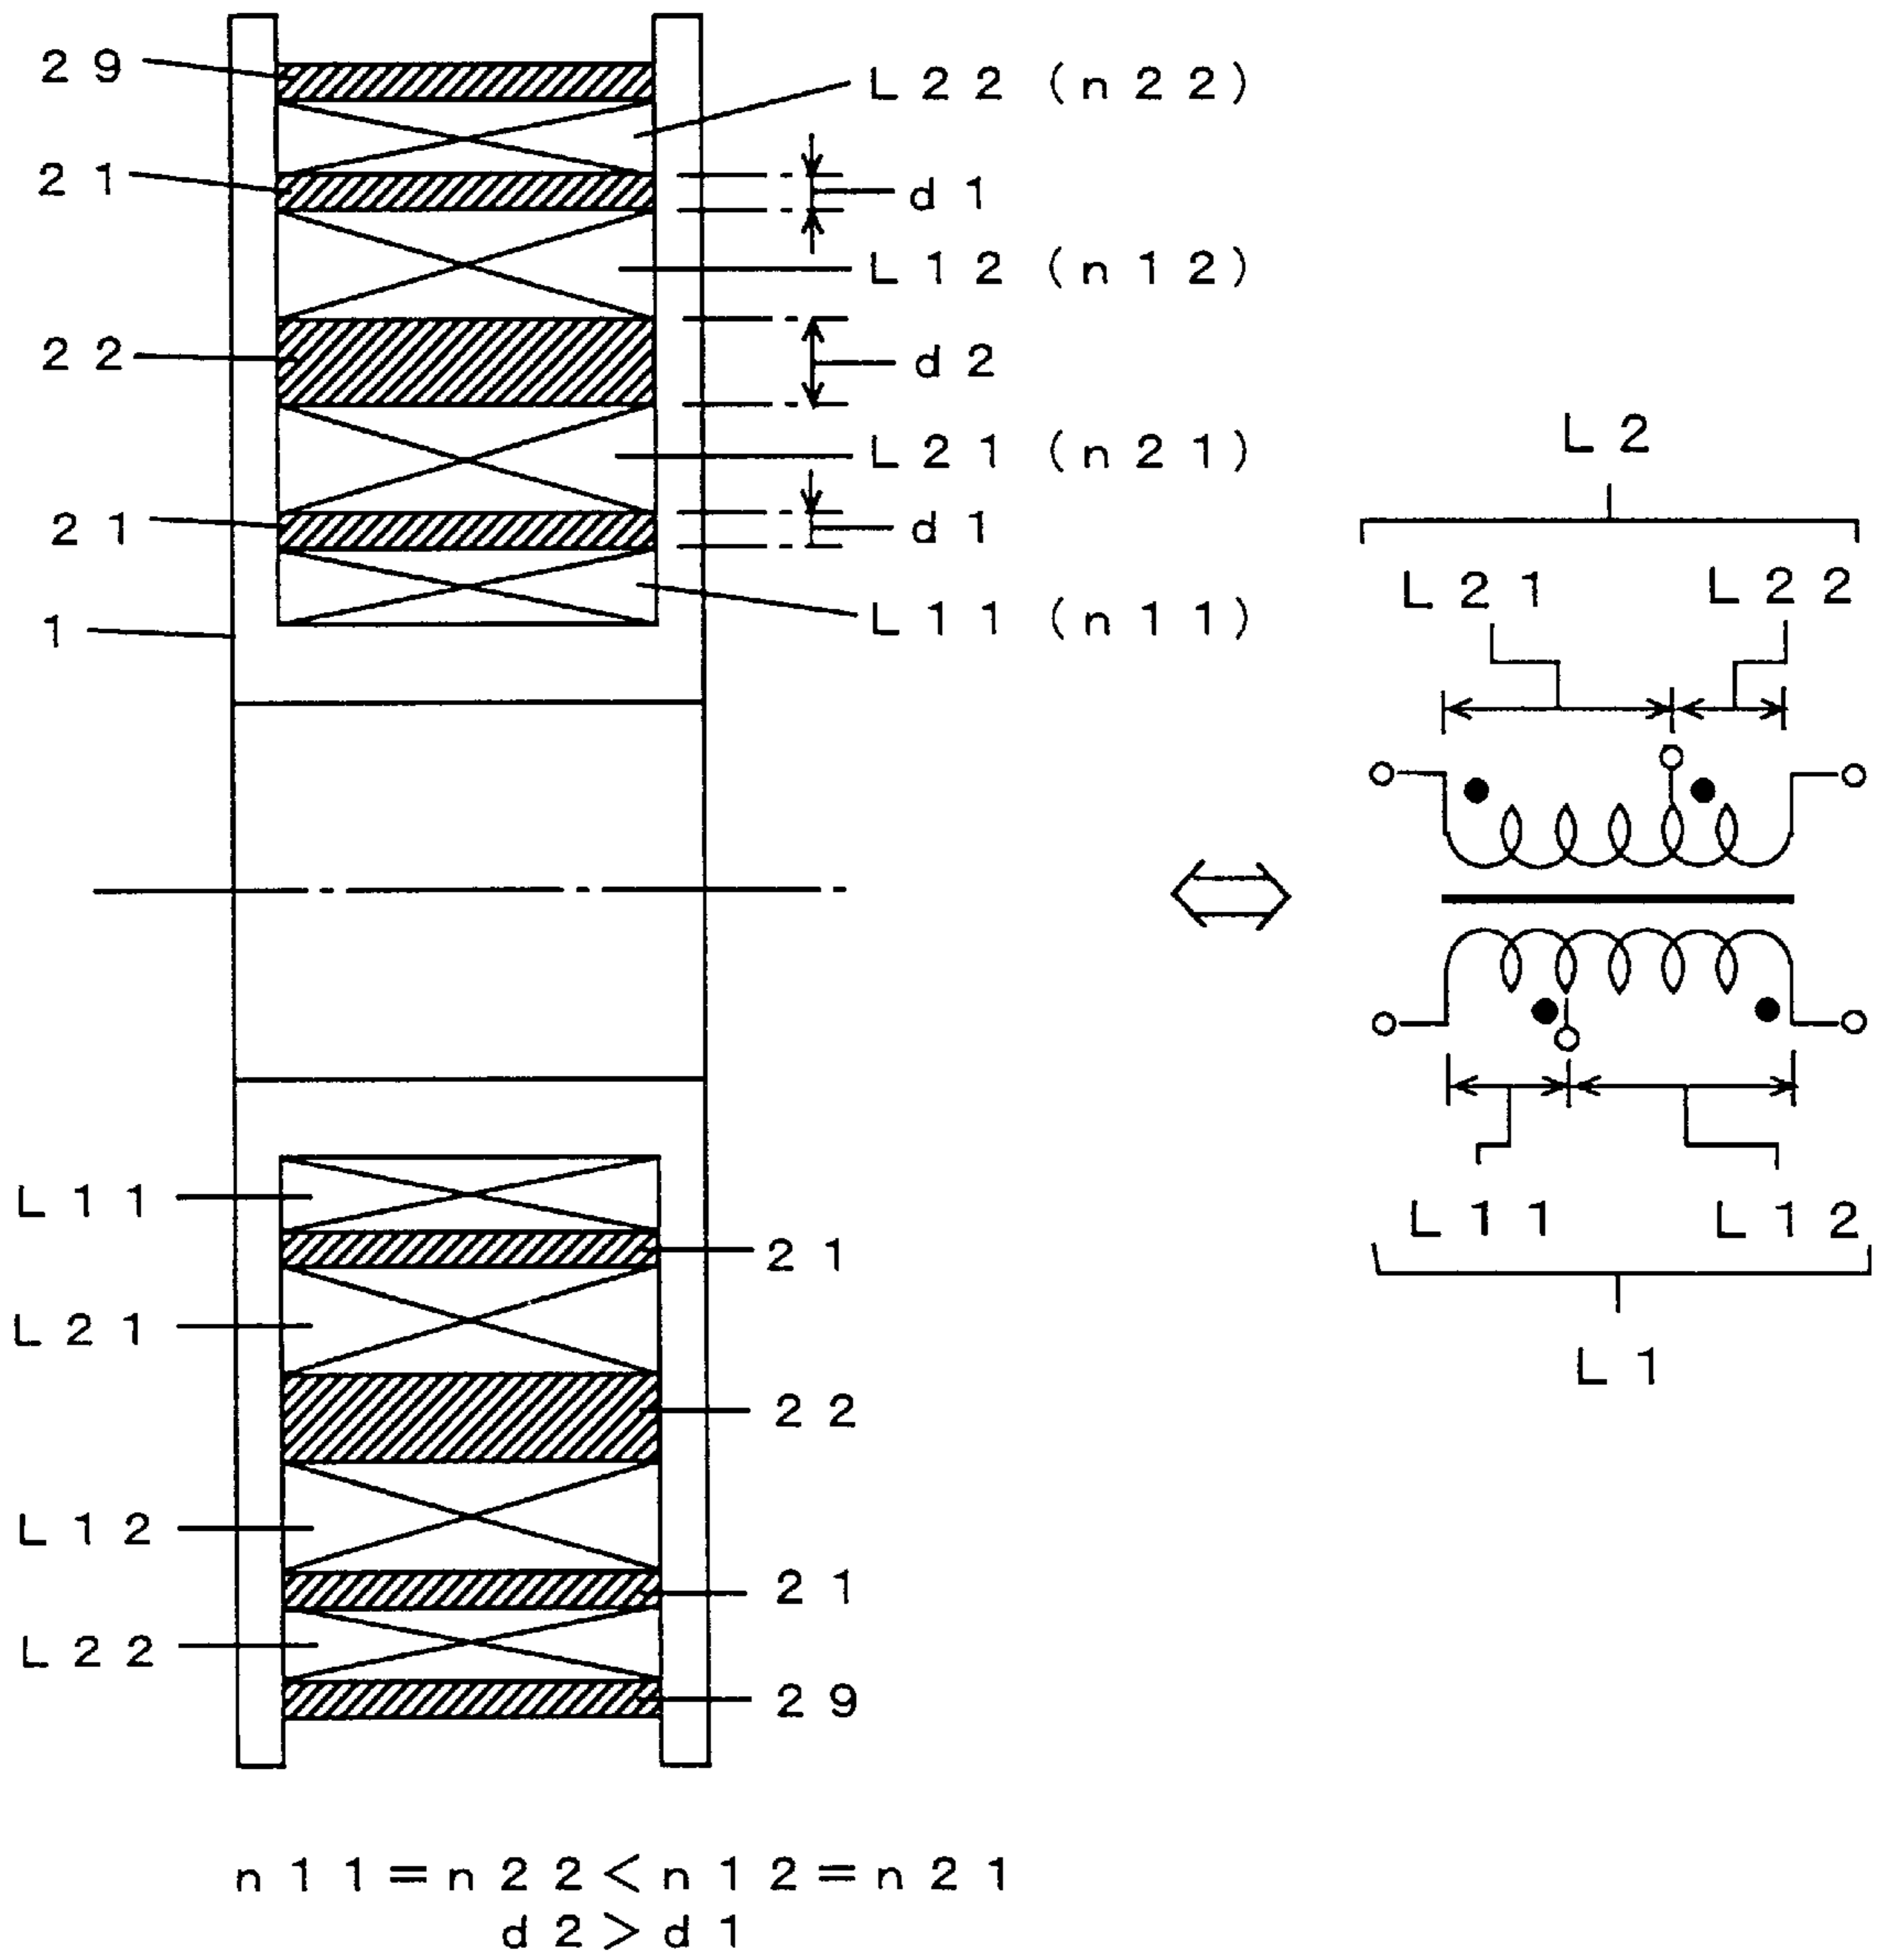 29
L22 (n22)
21
d1
L12 (n12)
22
d2
L21 (n21)
21
d1
L11 (n11)
1
L2
L21
L22
L11
L12
L1
L11
21
L21
22
L12
21
L22
29
n11=n22<n12=n21
d2>d1